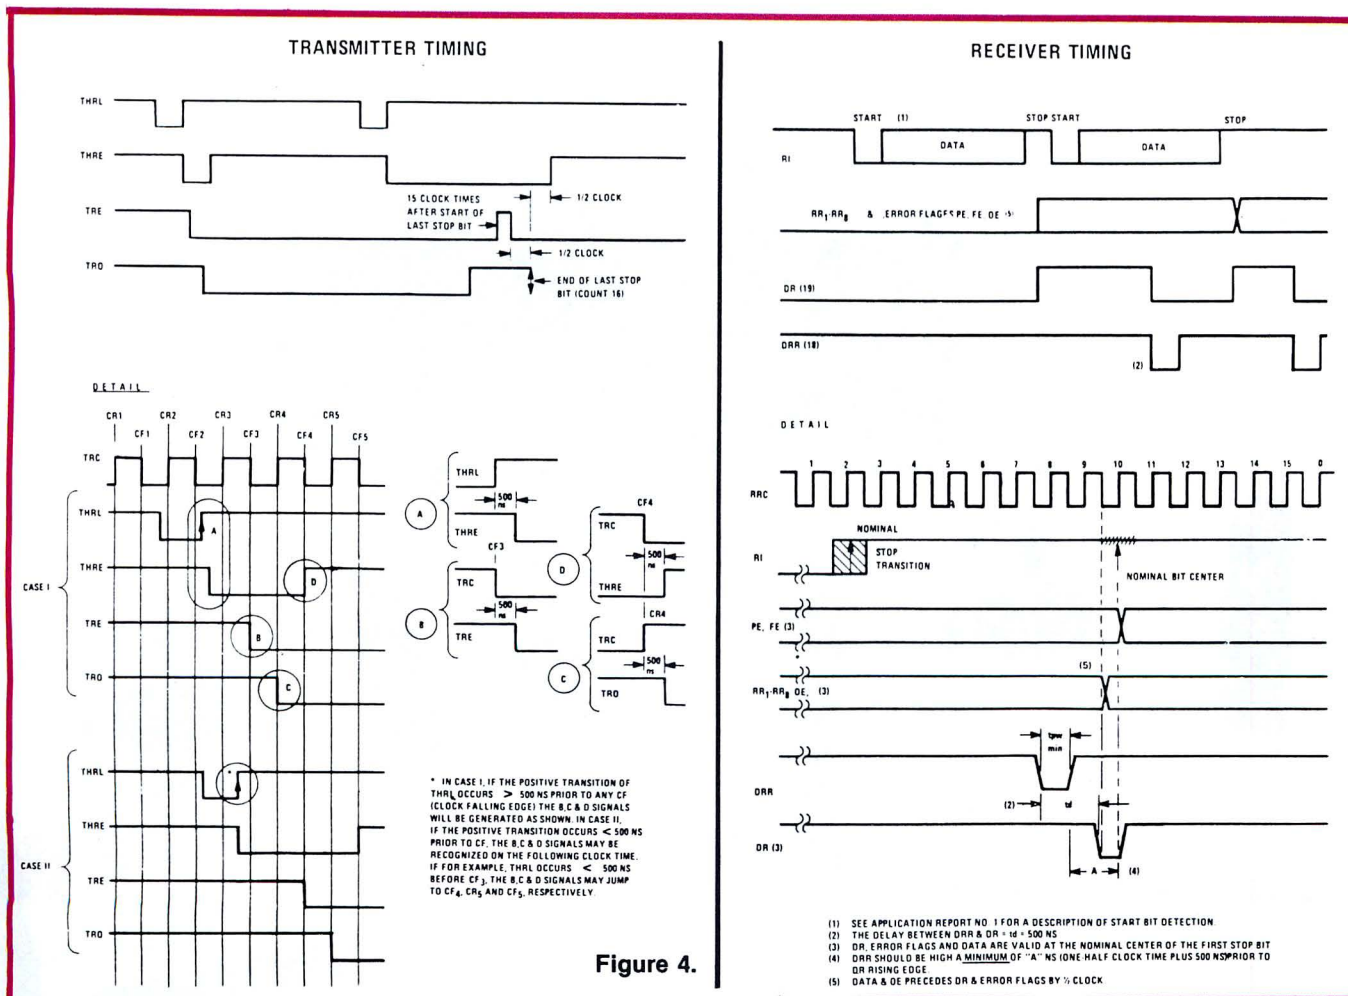 TRANSMITTER TIMING
THRL
THRE
TRE
TRO
15 CLOCK TIMES
AFTER START OF
LAST STOP BIT
1/2 CLOCK
1/2 CLOCK
END OF LAST STOP
BIT (COUNT 16)
DETAIL
CR1 CR2 CR3 CR4 CR5
CF1 CF2 CF3 CF4 CF5
TRC
CASE I
THRL
A
THRE
D
TRE
B
TRO
C
CASE II
THRL
*
THRE
TRE
TRO
A
THRL
500
ns
THRE
B
CF3
TRC
500
ns
TRE
D
CF4
TRC
500
ns
THRE
C
CR4
TRC
500
ns
TRO
* IN CASE I, IF THE POSITIVE TRANSITION OF
THRL OCCURS > 500 NS PRIOR TO ANY CF
(CLOCK FALLING EDGE) THE B,C & D SIGNALS
WILL BE GENERATED AS SHOWN. IN CASE II,
IF THE POSITIVE TRANSITION OCCURS < 500 NS
PRIOR TO CF, THE B,C & D SIGNALS MAY BE
RECOGNIZED ON THE FOLLOWING CLOCK TIME.
IF FOR EXAMPLE, THRL OCCURS < 500 NS
BEFORE CF3, THE B,C & D SIGNALS MAY JUMP
TO CF4, CR5 AND CF5, RESPECTIVELY.
Figure 4.
RECEIVER TIMING
START (1) STOP START STOP
RI
DATA DATA
RR1-RR8 & ERROR FLAGS PE, FE OE (5)
DR (19)
DRR (18)
(2)
DETAIL
1 2 3 4 5 6 7 8 9 10 11 12 13 14 15 0
RRC
NOMINAL
RI
STOP
TRANSITION
NOMINAL BIT CENTER
PE, FE (3)
(5)
RR1-RR8 OE, (3)
tpw
min
DRR
(2) td
DR (3)
A (4)
(1) SEE APPLICATION REPORT NO. 1 FOR A DESCRIPTION OF START BIT DETECTION
(2) THE DELAY BETWEEN DRR & DR = td = 500 NS
(3) DR, ERROR FLAGS AND DATA ARE VALID AT THE NOMINAL CENTER OF THE FIRST STOP BIT
(4) DRR SHOULD BE HIGH A MINIMUM OF "A" NS (ONE-HALF CLOCK TIME PLUS 500 NS) PRIOR TO
DR RISING EDGE.
(5) DATA & OE PRECEDES DR & ERROR FLAGS BY ½ CLOCK